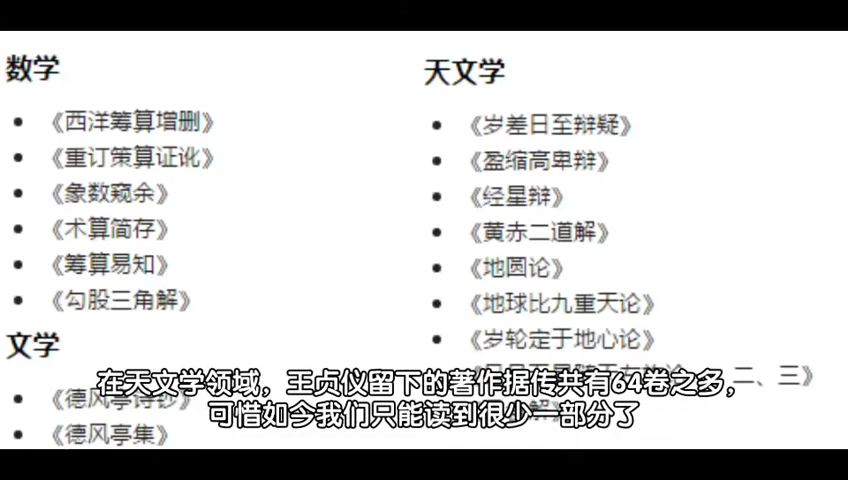 数学
《西洋筹算增删》
《重订策算证讹》
《象数窥余》
《术算简存》
《筹算易知》
《勾股三角解》
文学
《德风亭诗钞》
《德风亭集》
天文学
《岁差日至辩疑》
《盈缩高卑辩》
《经星辩》
《黄赤二道解》
《地圆论》
《地球比九重天论》
《岁轮定于地心论》
二、三》
在天文学领域，王贞仪留下的著作据传共有64卷之多，
可惜如今我们只能读到很少一部分了